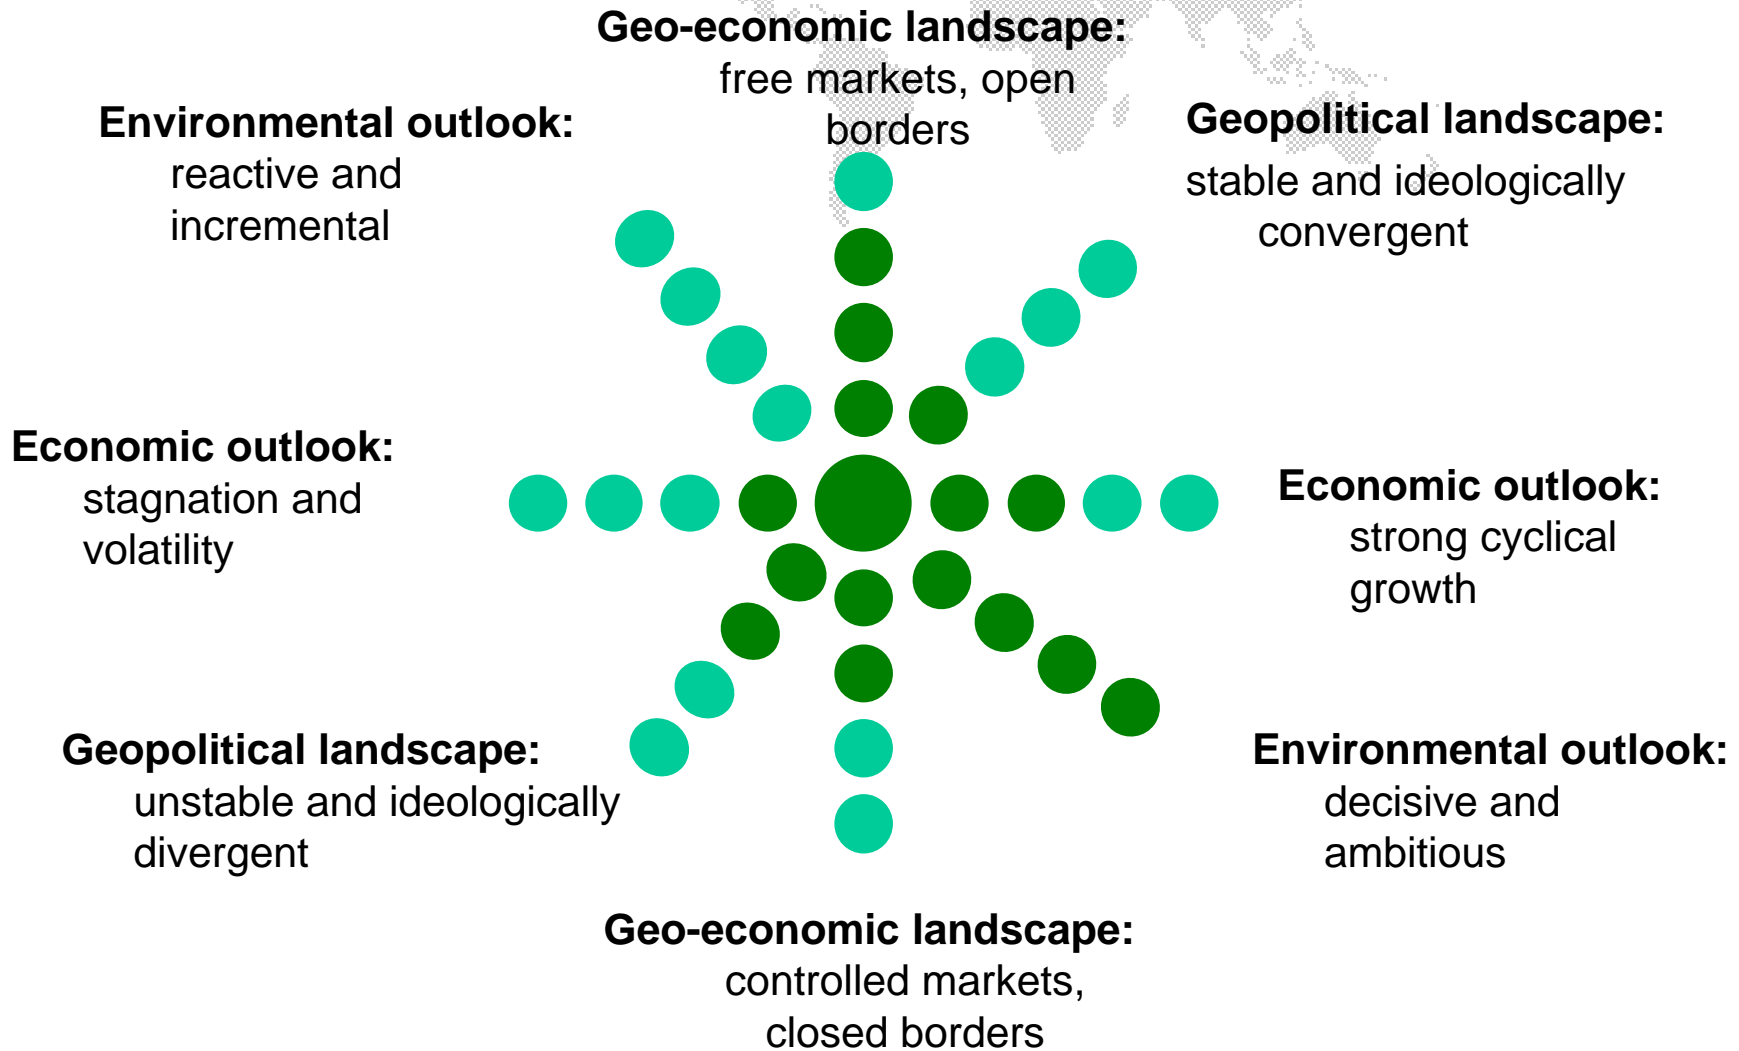 Geo-economic landscape:
free markets, open
borders
Environmental outlook:
reactive and
incremental
Geopolitical landscape:
stable and ideologically
convergent
Economic outlook:
stagnation and
volatility
Economic outlook:
strong cyclical
growth
Geopolitical landscape:
unstable and ideologically
divergent
Environmental outlook:
decisive and
ambitious
Geo-economic landscape:
controlled markets,
closed borders